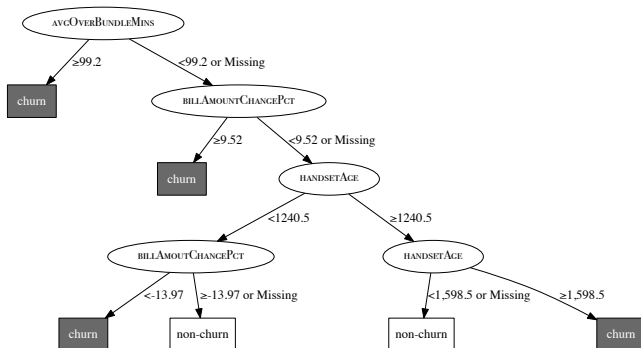 avgOverBundleMins
≥99.2
<99.2 or Missing
churn
billAmountChangePct
≥9.52
<9.52 or Missing
churn
handsetAge
<1240.5
≥1240.5
billAmoutChangePct
handsetAge
<-13.97
≥-13.97 or Missing
<1,598.5 or Missing
≥1,598.5
churn
non-churn
non-churn
churn